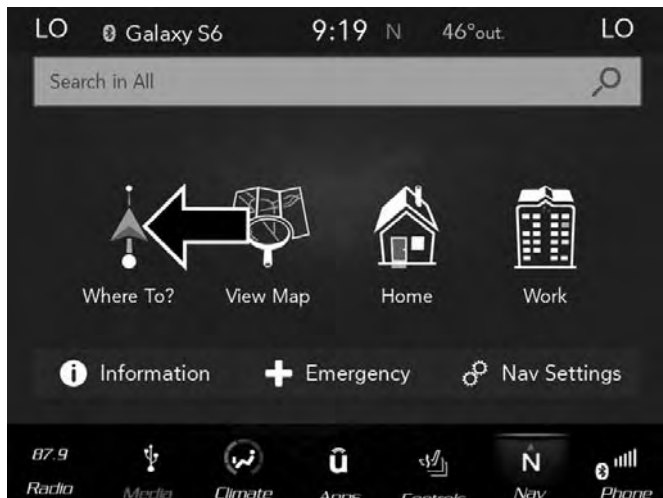 LO Galaxy S6 9:19 N 46°out. LO
Search in All
Where To? View Map Home Work
i Information Emergency Nav Settings
87.9 û N
Radio Media Climate Apps Controls Nav Phone